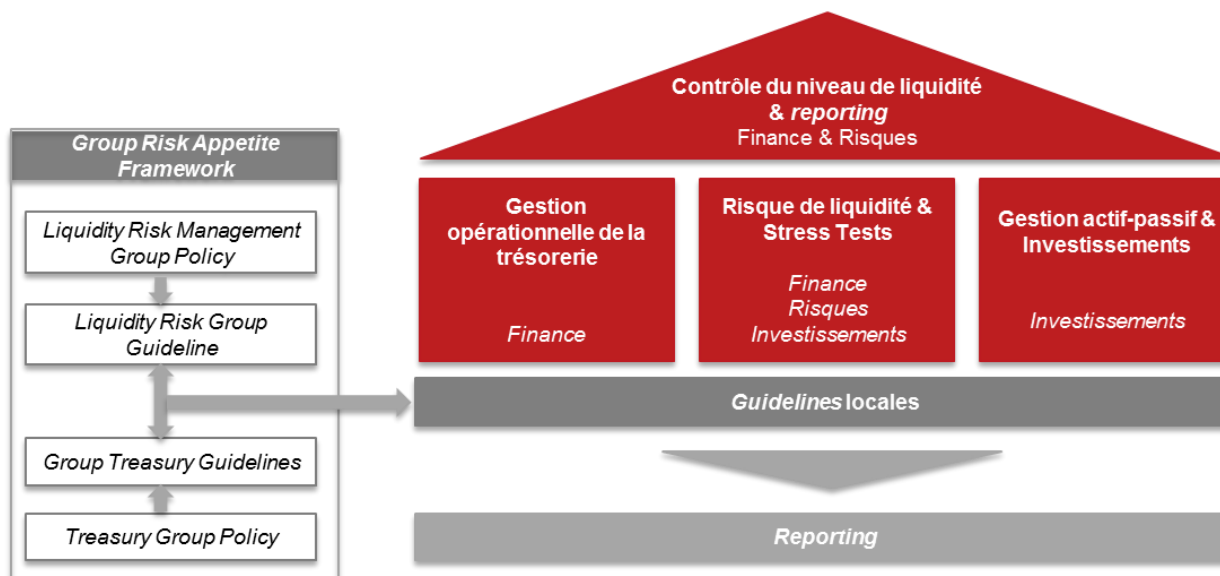 Group Risk Appetite
Framework
Liquidity Risk Management
Group Policy
Liquidity Risk Group
Guideline
Group Treasury Guidelines
Treasury Group Policy
Contrôle du niveau de liquidité
& reporting
Finance & Risques
Gestion
opérationnelle de la
trésorerie
Finance
Risque de liquidité &
Stress Tests
Finance
Risques
Investissements
Gestion actif-passif &
Investissements
Investissements
Guidelines locales
Reporting